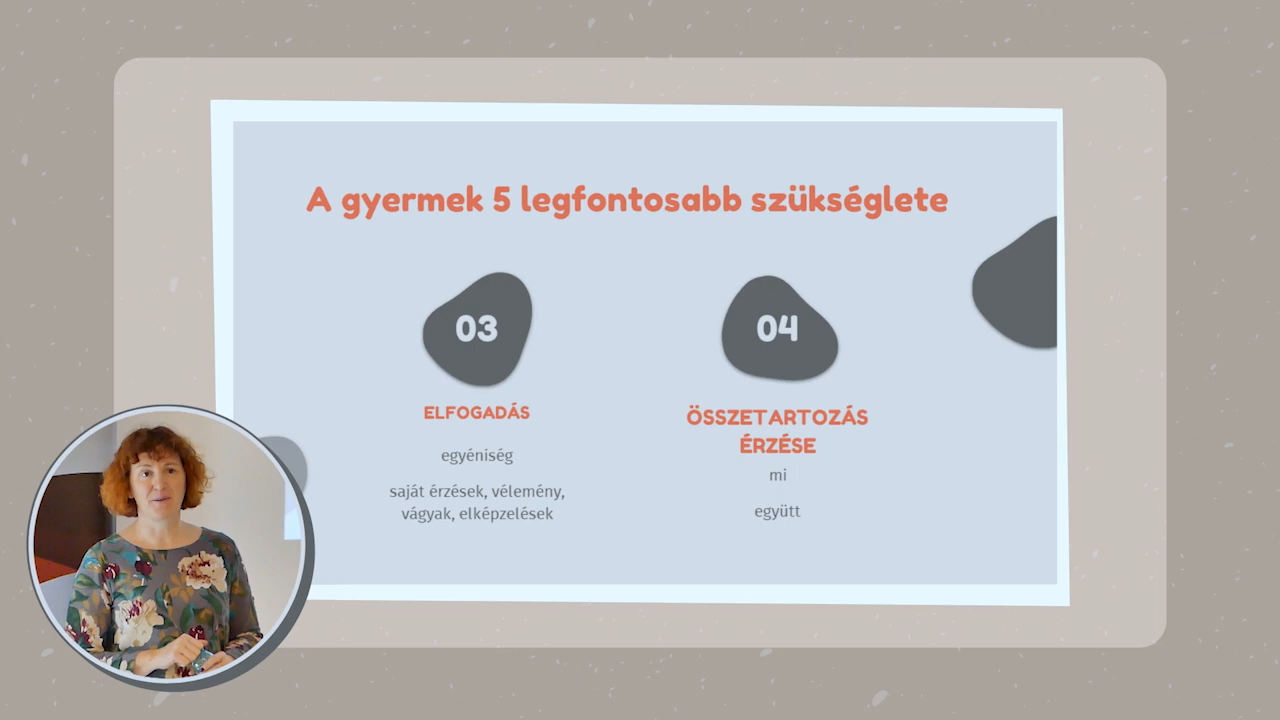 A gyermek 5 legfontosabb szükséglete
03
ELFOGADÁS
egyéniség
saját érzések, vélemény,
vágyak, elképzelések
04
ÖSSZETARTOZÁS
ÉRZÉSE
mi
együtt